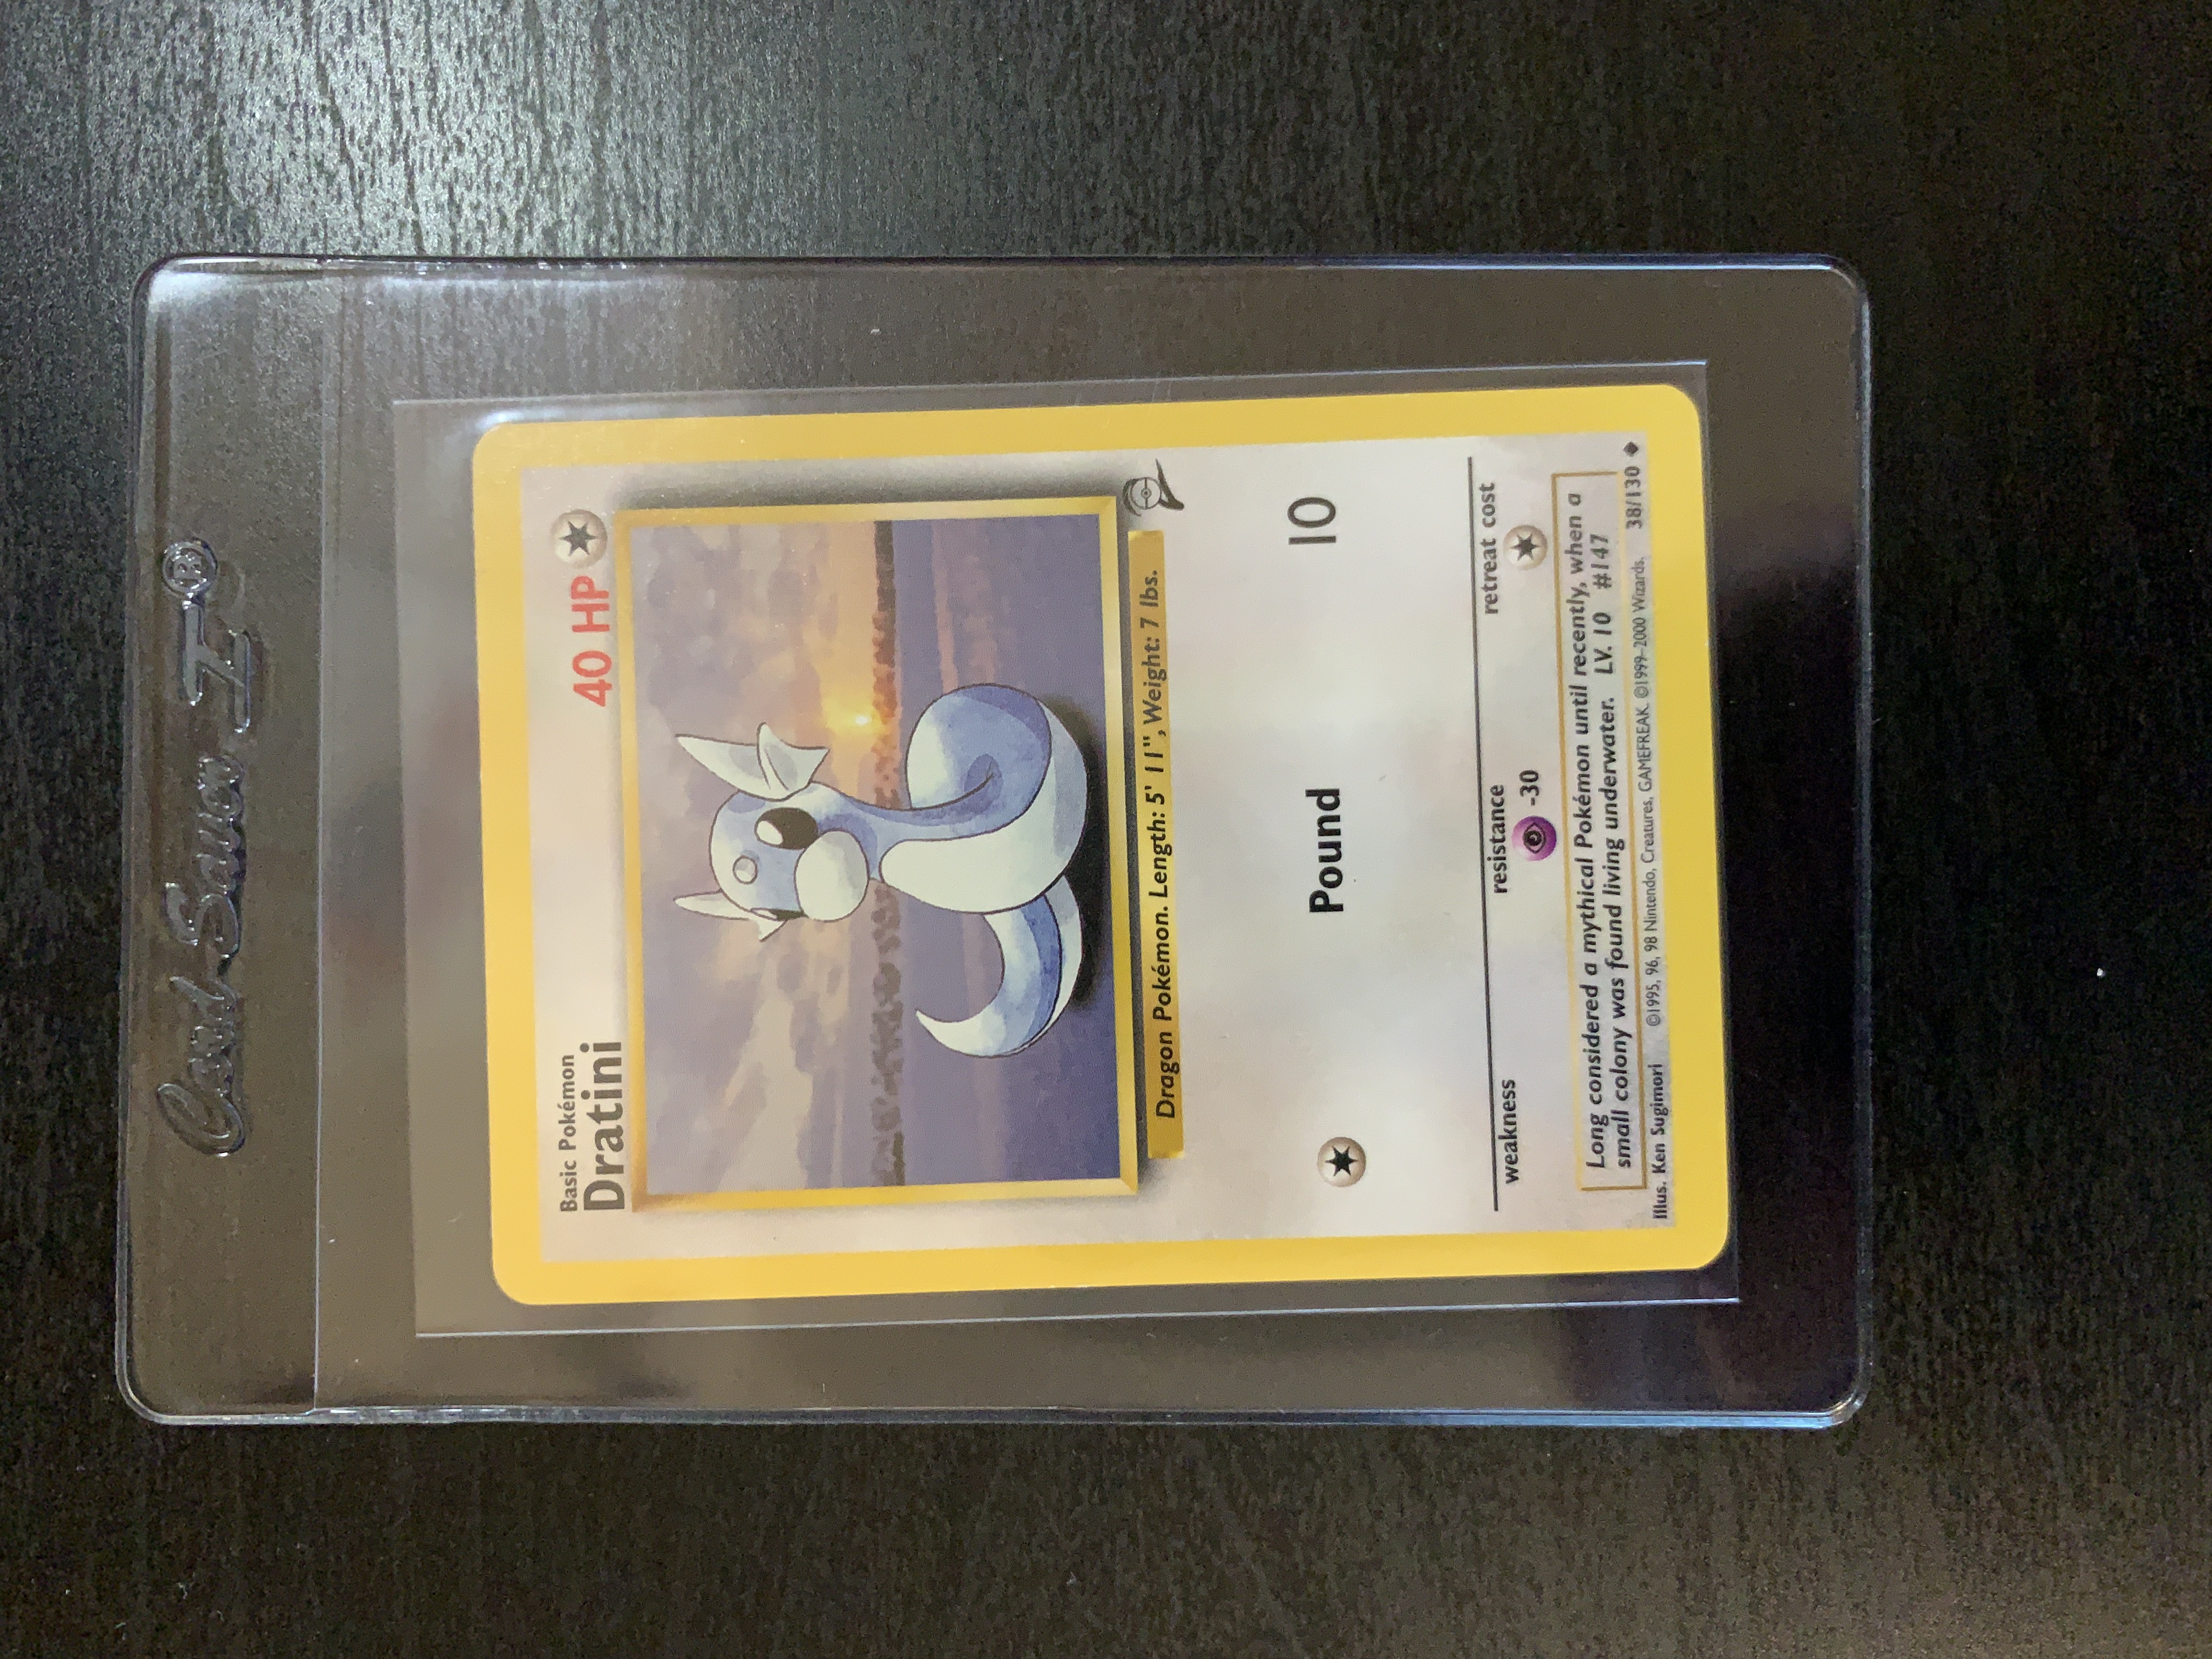 Card Saver I®
Basic Pokémon
Dratini
40 HP
Dragon Pokémon. Length: 5' 11", Weight: 7 lbs.
Pound 10
weakness resistance retreat cost
-30
Long considered a mythical Pokémon until recently, when a
small colony was found living underwater. LV. 10 #147
Illus. Ken Sugimori ©1995, 96, 98 Nintendo, Creatures, GAMEFREAK. ©1999-2000 Wizards. 38/130